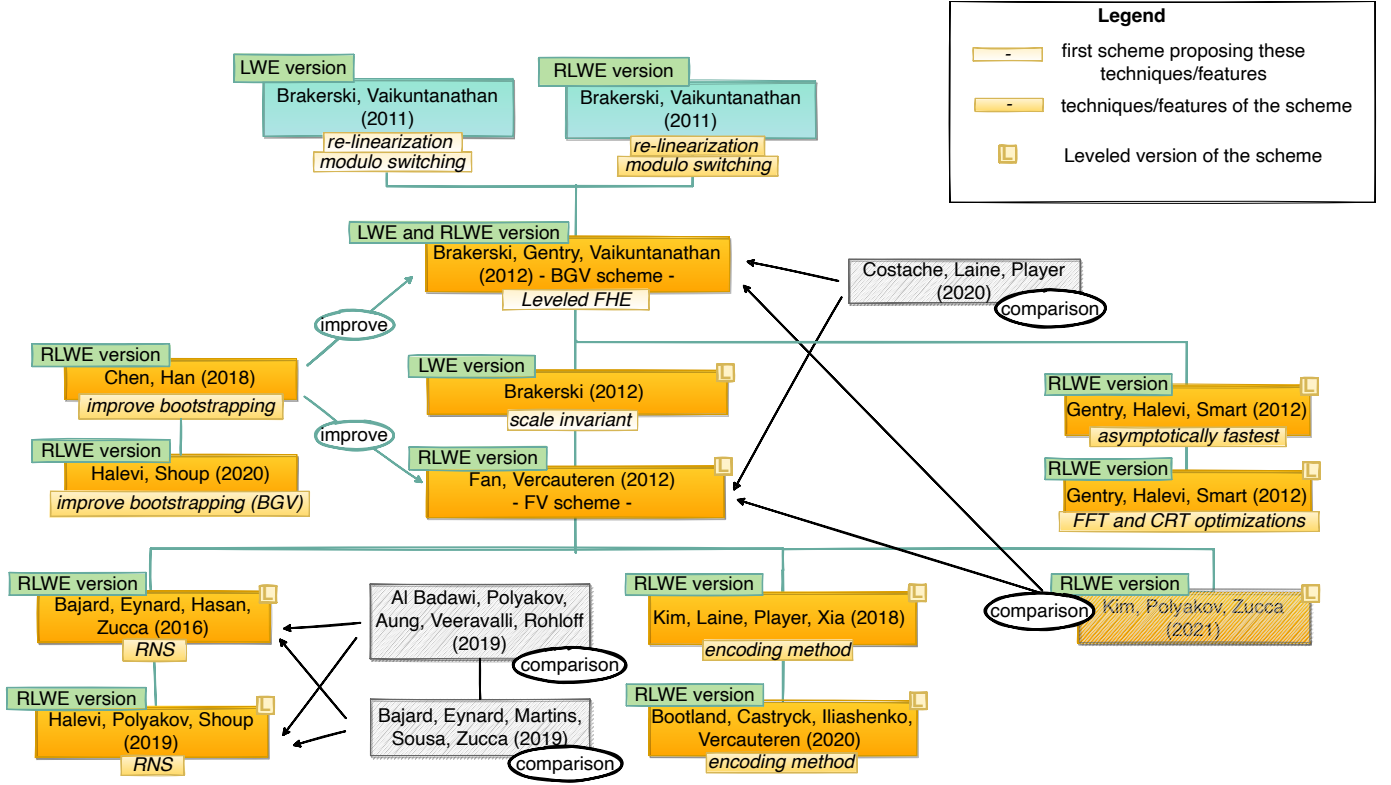 Legend
-
first scheme proposing these
techniques/features
-
techniques/features of the scheme
L
Leveled version of the scheme
LWE version
Brakerski, Vaikuntanathan
(2011)
re-linearization
modulo switching
RLWE version
Brakerski, Vaikuntanathan
(2011)
re-linearization
modulo switching
LWE and RLWE version
Brakerski, Gentry, Vaikuntanathan
(2012) - BGV scheme -
Leveled FHE
Costache, Laine, Player
(2020)
comparison
improve
RLWE version
Chen, Han (2018)
improve bootstrapping
improve
RLWE version
Halevi, Shoup (2020)
improve bootstrapping (BGV)
LWE version
L
Brakerski (2012)
scale invariant
RLWE version
L
Fan, Vercauteren (2012)
- FV scheme -
RLWE version
L
Gentry, Halevi, Smart (2012)
asymptotically fastest
RLWE version
L
Gentry, Halevi, Smart (2012)
FFT and CRT optimizations
RLWE version
L
Bajard, Eynard, Hasan,
Zucca (2016)
RNS
RLWE version
L
Halevi, Polyakov, Shoup
(2019)
RNS
Al Badawi, Polyakov,
Aung, Veeravalli, Rohloff
(2019)
comparison
Bajard, Eynard, Martins,
Sousa, Zucca (2019)
comparison
RLWE version
L
Kim, Laine, Player, Xia (2018)
encoding method
RLWE version
L
Bootland, Castryck, Iliashenko,
Vercauteren (2020)
encoding method
RLWE version
L
comparison
Kim, Polyakov, Zucca
(2021)